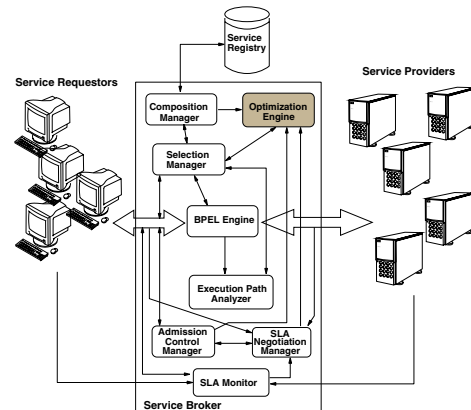 Service
Registry
Service Requestors
Service Providers
Composition
Manager
Optimization
Engine
Selection
Manager
BPEL Engine
Execution Path
Analyzer
Admission
Control
Manager
SLA
Negotiation
Manager
SLA Monitor
Service Broker